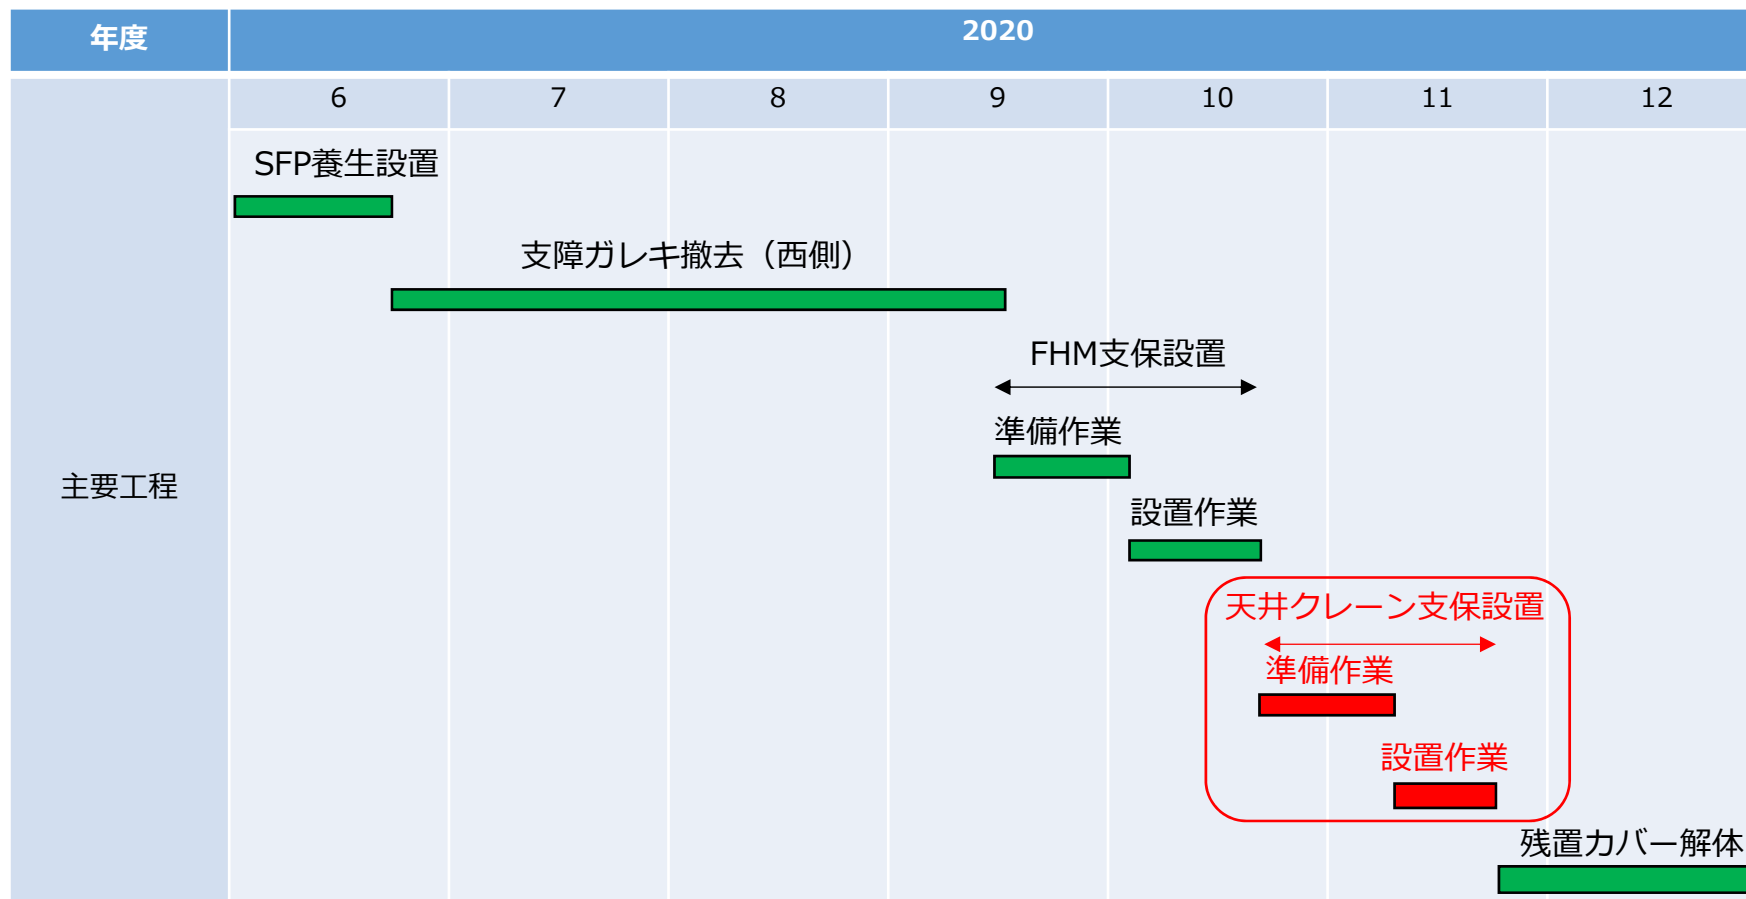 年度
2020
6
7
8
9
10
11
12
主要工程
SFP養生設置
支障ガレキ撤去（西側）
FHM支保設置
準備作業
設置作業
天井クレーン支保設置
準備作業
設置作業
残置カバー解体